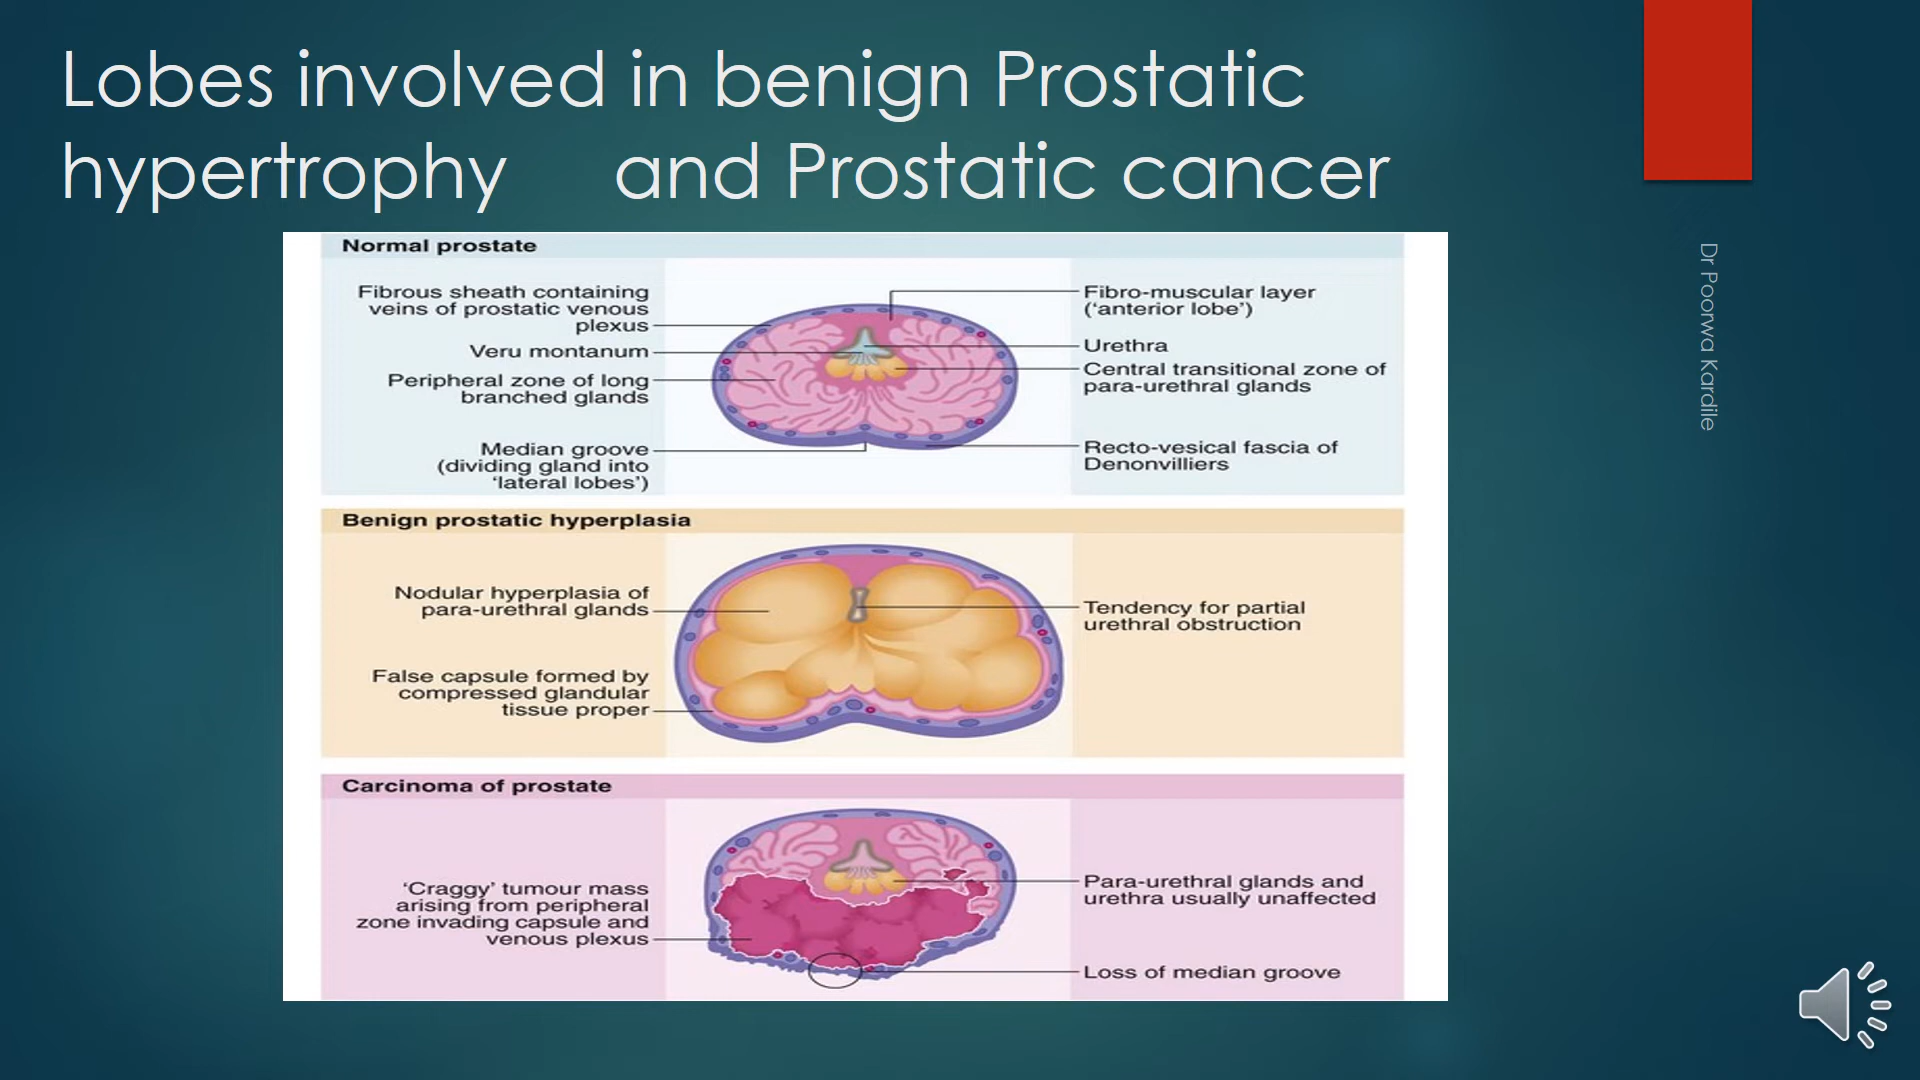 Lobes involved in benign Prostatic
hypertrophy and Prostatic cancer
Dr Poorwa Kardile
Normal prostate
Fibrous sheath containing
veins of prostatic venous
plexus
Veru montanum
Peripheral zone of long
branched glands
Median groove
(dividing gland into
‘lateral lobes’)
Fibro-muscular layer
(‘anterior lobe’)
Urethra
Central transitional zone of
para-urethral glands
Recto-vesical fascia of
Denonvilliers
Benign prostatic hyperplasia
Nodular hyperplasia of
para-urethral glands
False capsule formed by
compressed glandular
tissue proper
Tendency for partial
urethral obstruction
Carcinoma of prostate
‘Craggy’ tumour mass
arising from peripheral
zone invading capsule and
venous plexus
Para-urethral glands and
urethra usually unaffected
Loss of median groove